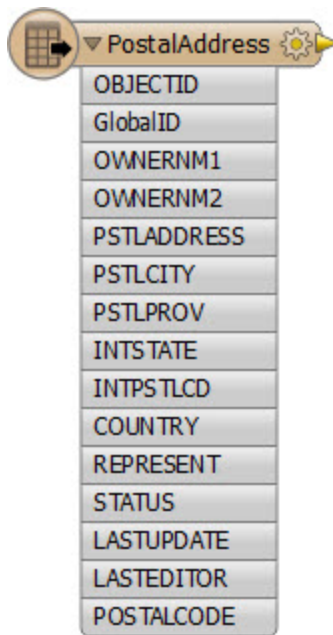 PostalAddress
OBJECTID
GlobalID
OWNERNM1
OWNERNM2
PSTLADDRESS
PSTLCITY
PSTLPROV
INTSTATE
INTPSTLCD
COUNTRY
REPRESENT
STATUS
LASTUPDATE
LASTEDITOR
POSTALCODE